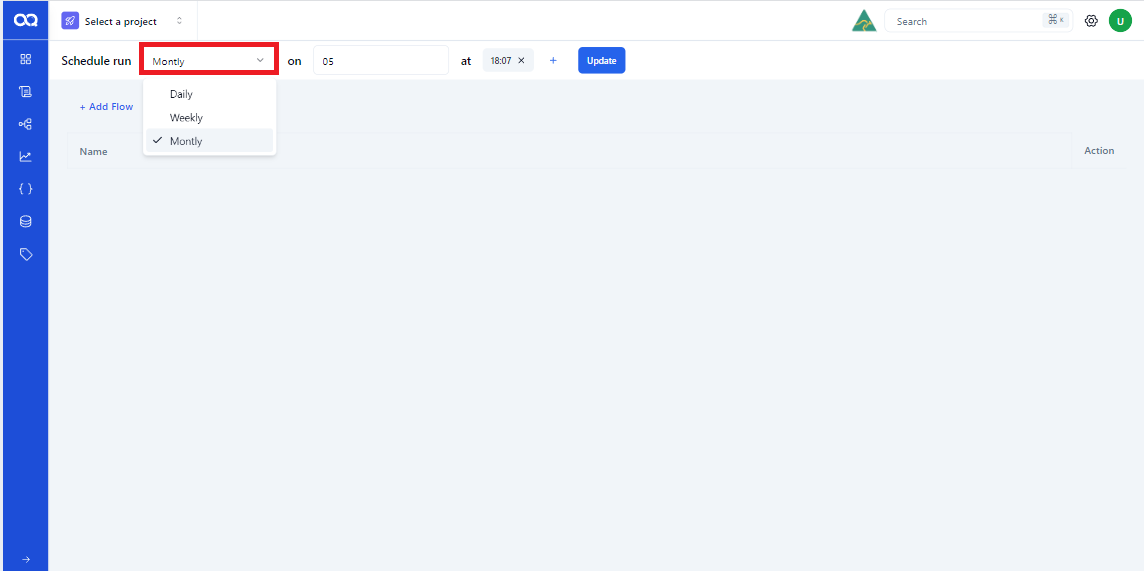 Select a project
Search
⌘K
U
Schedule run Montly on 05 at 18:07 × + Update
Daily
Weekly
Montly
+ Add Flow
Name
Action